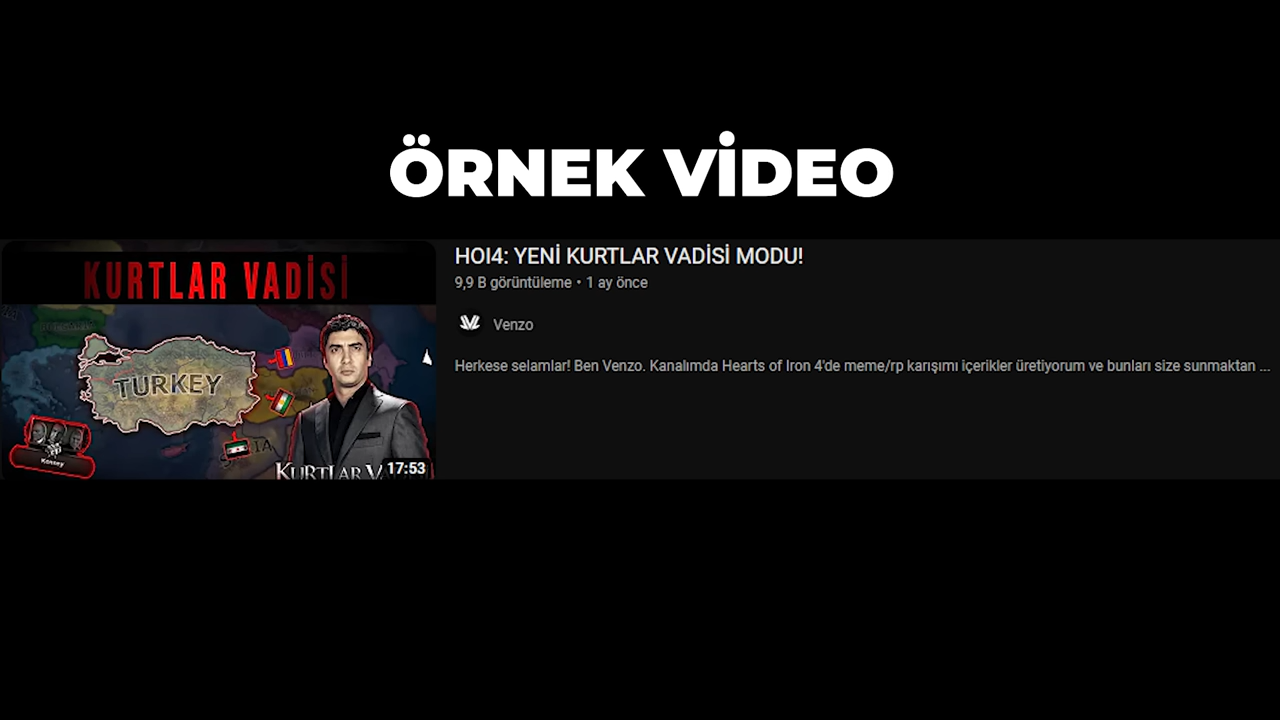 ÖRNEK VİDEO
KURTLAR VADİSİ
TURKEY
Konsey
KURTLAR
17:53
HOI4: YENİ KURTLAR VADİSİ MODU!
9,9 B görüntüleme • 1 ay önce
Venzo
Herkese selamlar! Ben Venzo. Kanalımda Hearts of Iron 4'de meme/rp karışımı içerikler üretiyorum ve bunları size sunmaktan ...